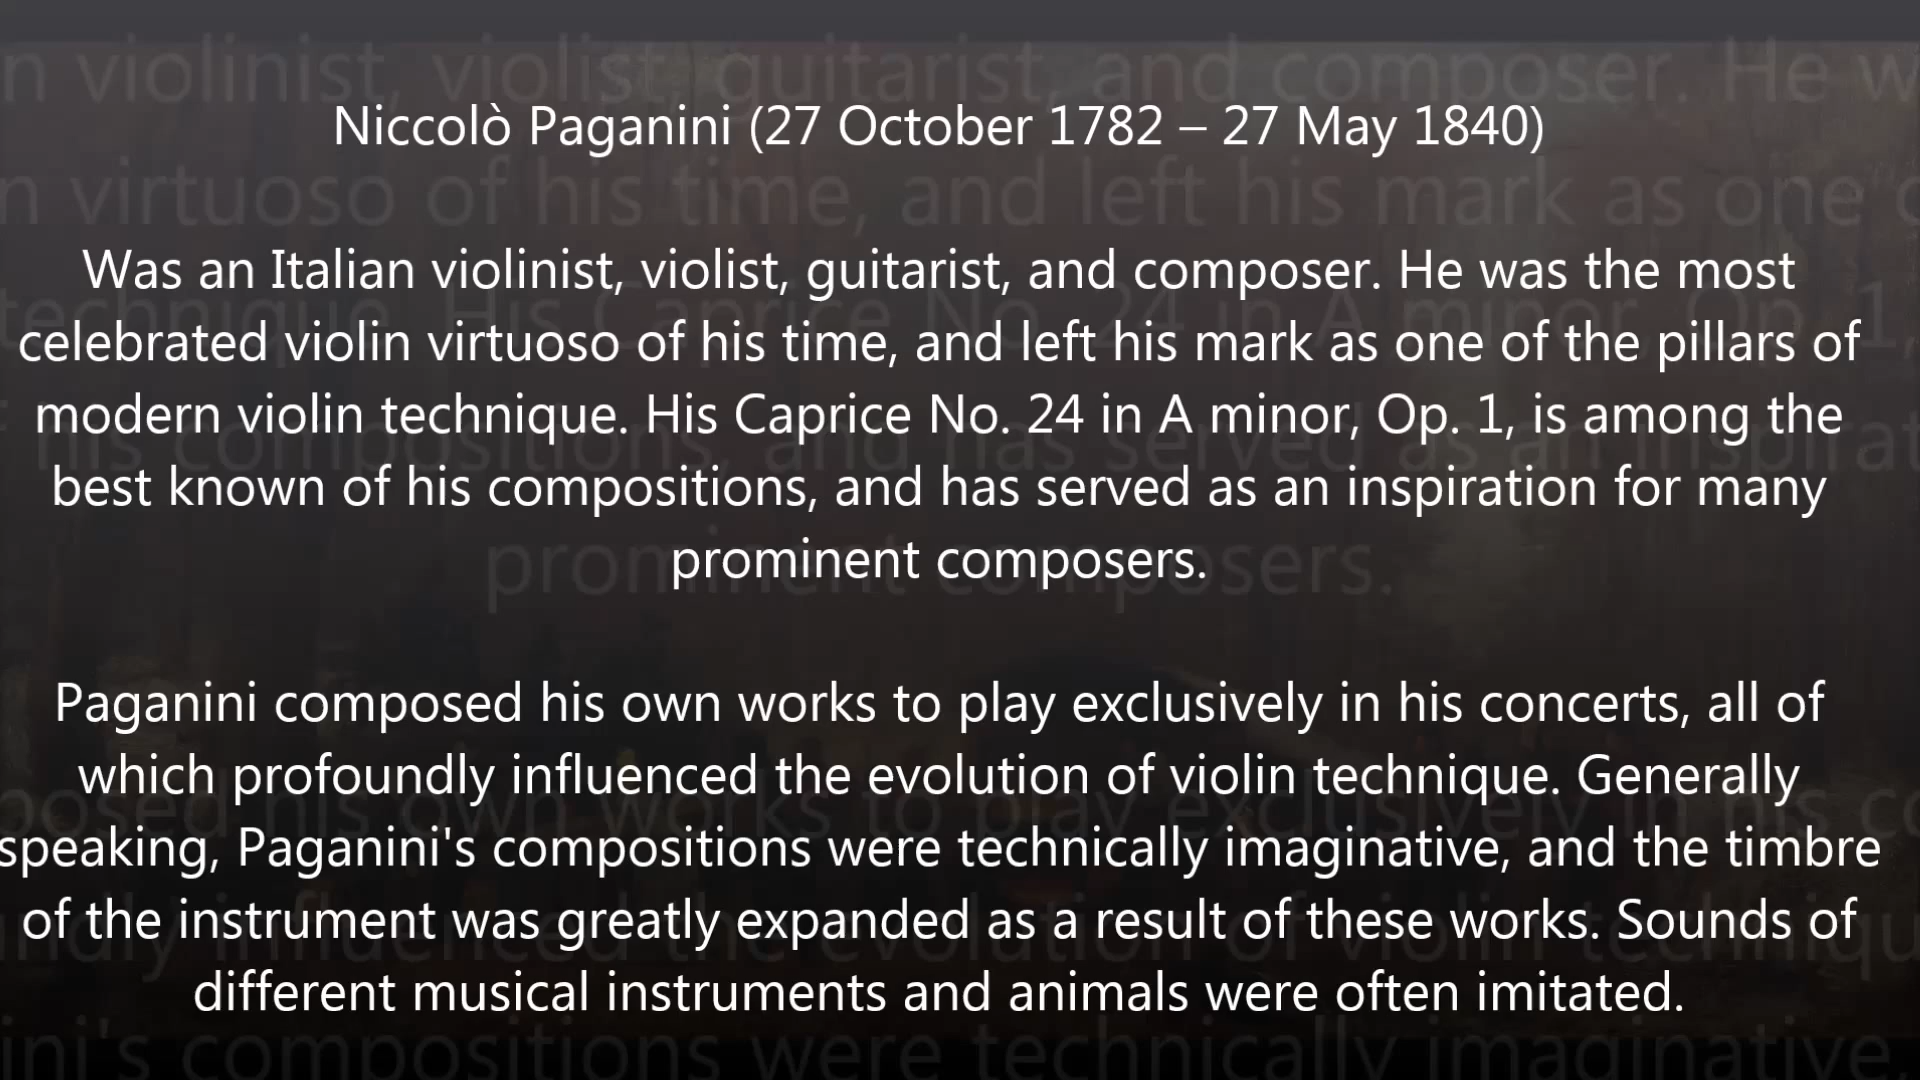 Niccolò Paganini (27 October 1782 – 27 May 1840)
Was an Italian violinist, violist, guitarist, and composer. He was the most
celebrated violin virtuoso of his time, and left his mark as one of the pillars of
modern violin technique. His Caprice No. 24 in A minor, Op. 1, is among the
best known of his compositions, and has served as an inspiration for many
prominent composers.
Paganini composed his own works to play exclusively in his concerts, all of
which profoundly influenced the evolution of violin technique. Generally
speaking, Paganini's compositions were technically imaginative, and the timbre
of the instrument was greatly expanded as a result of these works. Sounds of
different musical instruments and animals were often imitated.